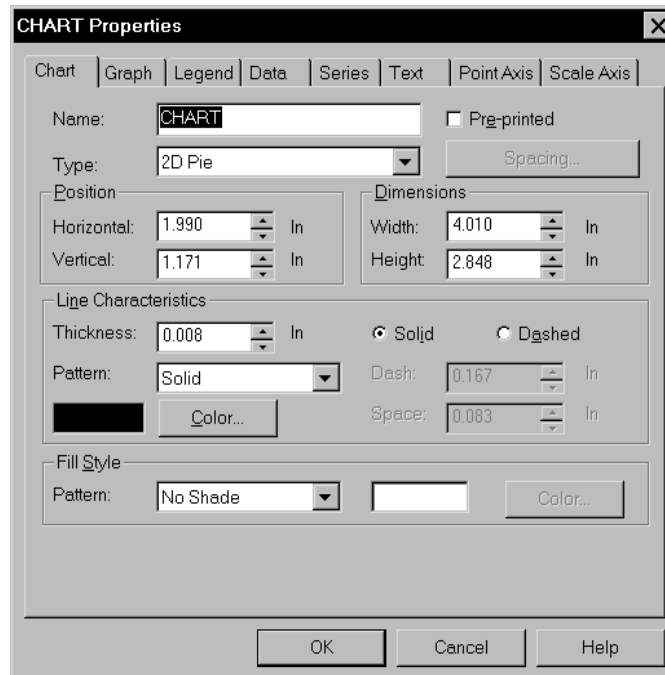 CHART Properties
Chart Graph Legend Data Series Text Point Axis Scale Axis
Name: CHART Pre-printed
Type: 2D Pie Spacing...
Position Dimensions
Horizontal: 1.990 In Width: 4.010 In
Vertical: 1.171 In Height: 2.848 In
Line Characteristics
Thickness: 0.008 In Solid Dashed
Pattern: Solid Dash: 0.167 In
Color... Space: 0.083 In
Fill Style
Pattern: No Shade Color...
OK Cancel Help